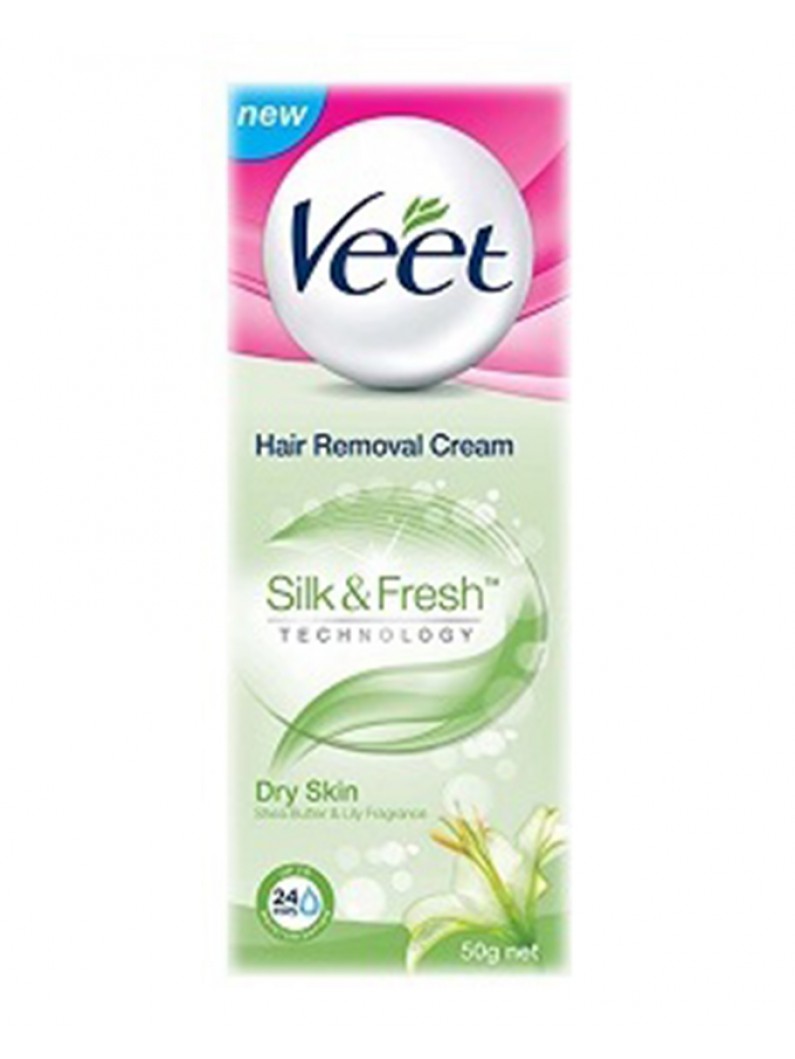 new
Veet
Hair Removal Cream
Silk & Fresh™
TECHNOLOGY
Dry Skin
Shea Butter & Lily Fragrance
24
50g net